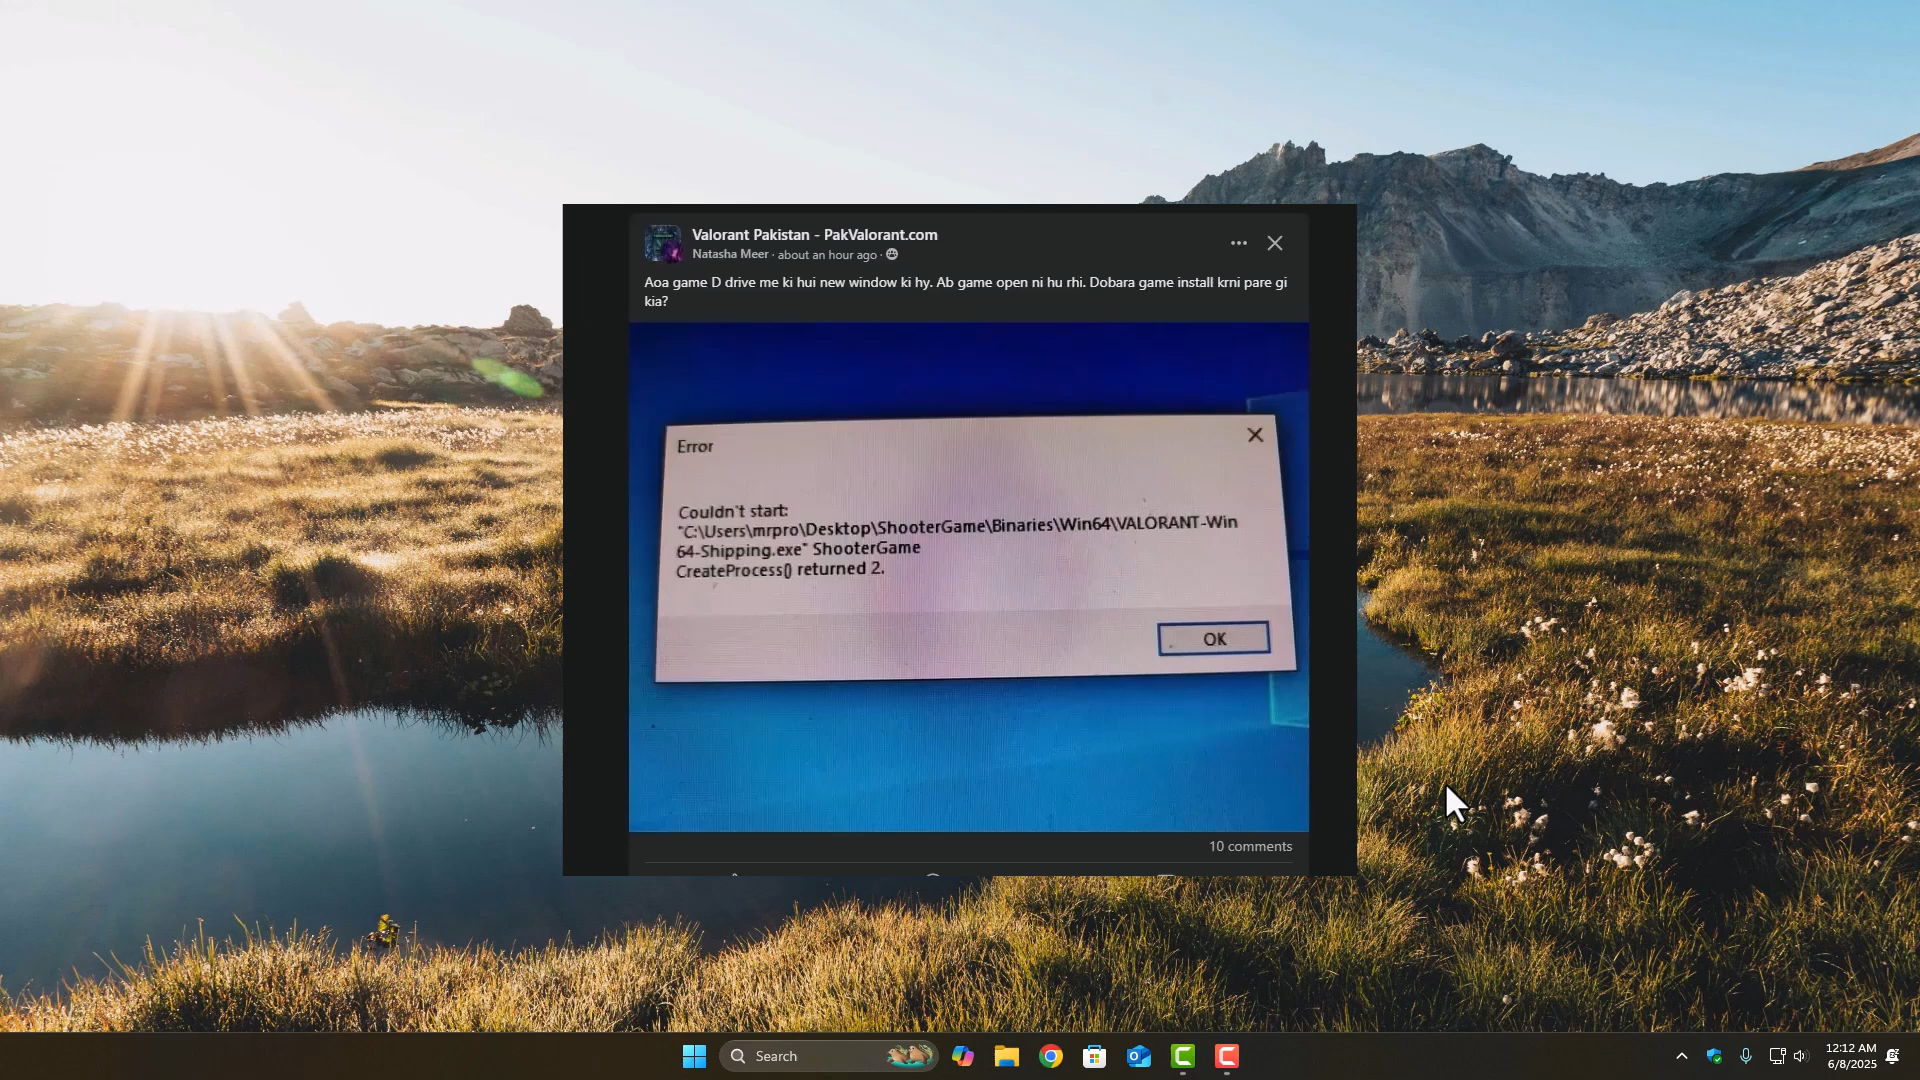 Valorant Pakistan - PakValorant.com
Natasha Meer · about an hour ago ·
Aoa game D drive me ki hui new window ki hy. Ab game open ni hu rhi. Dobara game install krni pare gi
kia?
Error
Couldn't start:
"C:\Users\mrpro\Desktop\ShooterGame\Binaries\Win64\VALORANT-Win
64-Shipping.exe" ShooterGame
CreateProcess() returned 2.
OK
10 comments
Search
12:12 AM
6/8/2025